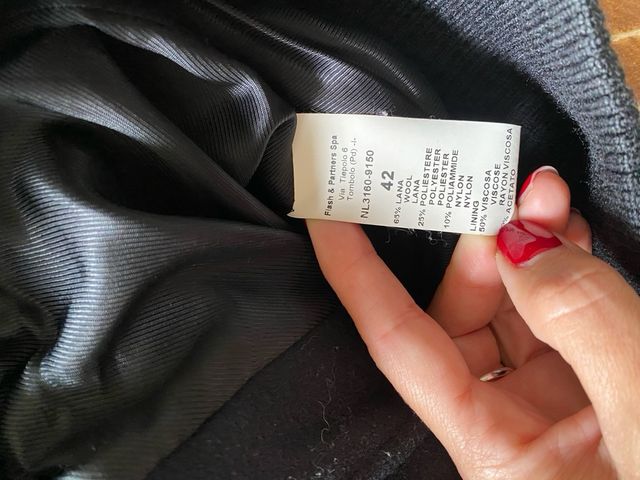 Flash & Partners Spa
Via Tiepolo 6
Tombolo (Pd) -I-
NL3160-9150
42
65% LANA
WOOL
LANA
25% POLIESTERE
POLYESTER
POLIESTER
10% POLIAMMIDE
NYLON
NYLON
LINING
50% VISCOSA
VISCOSE
RAYON VISCOSA
% ACETATO